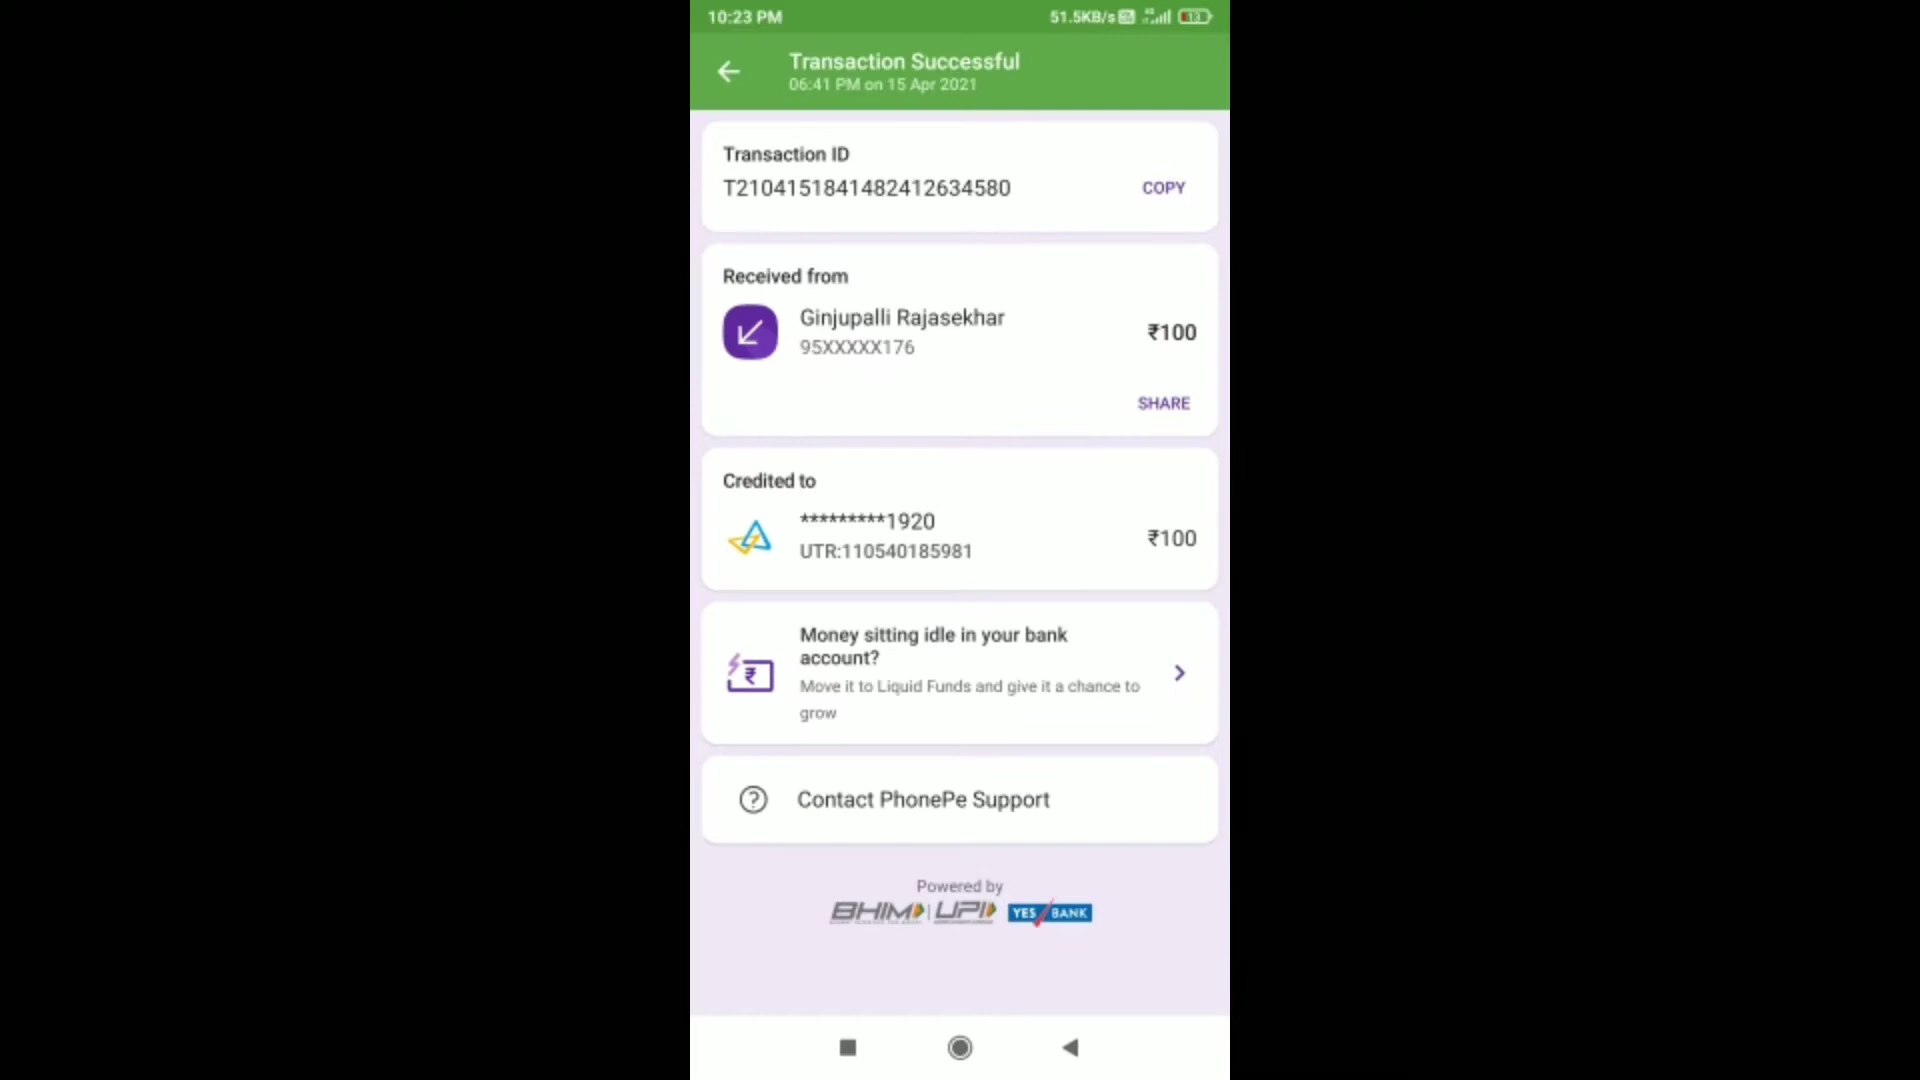 10:23 PM
51.5KB/s
13
Transaction Successful
06:41 PM on 15 Apr 2021
Transaction ID
T2104151841482412634580
COPY
Received from
Ginjupalli Rajasekhar
₹100
95XXXXX176
SHARE
Credited to
*********1920
₹100
UTR:110540185981
Money sitting idle in your bank
account?
Move it to Liquid Funds and give it a chance to
grow
Contact PhonePe Support
Powered by
BHIM | UPI YES BANK